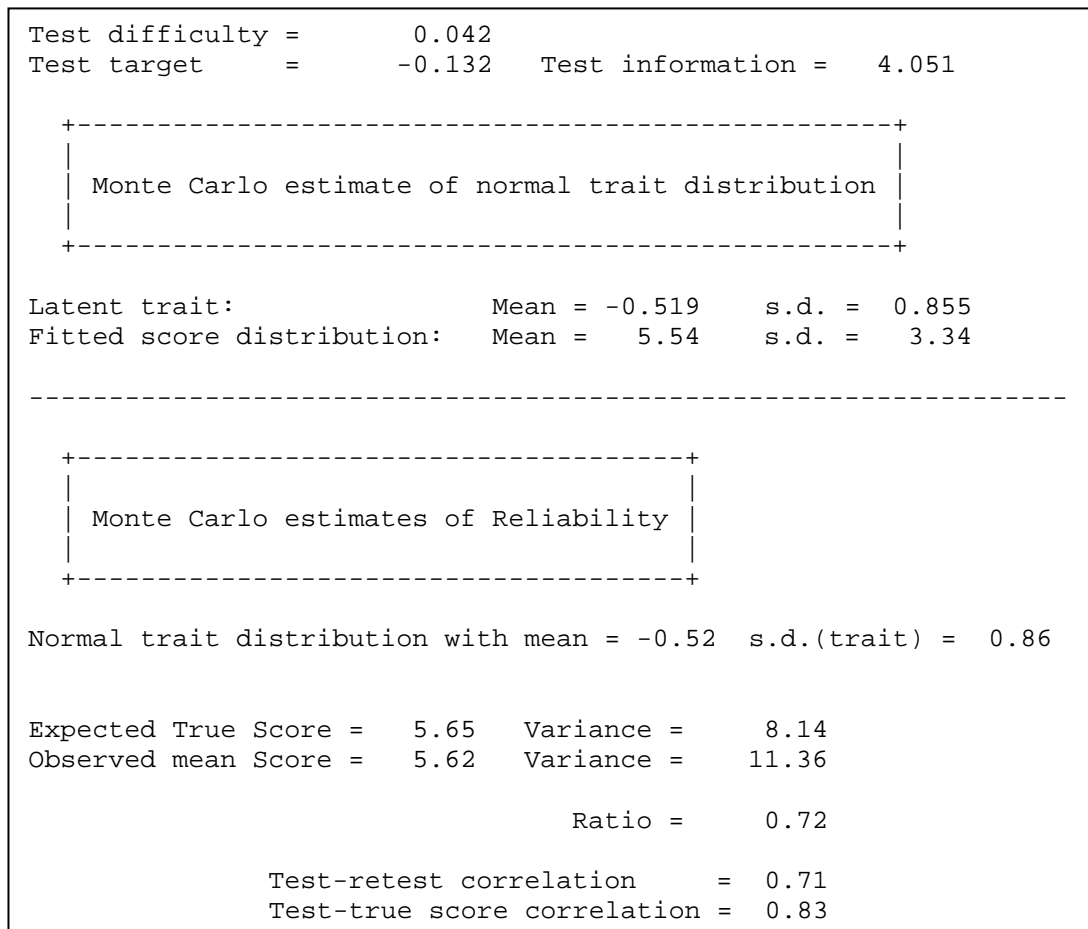 Test difficulty = 0.042
Test target = -0.132 Test information = 4.051
Monte Carlo estimate of normal trait distribution
Latent trait: Mean = -0.519 s.d. = 0.855
Fitted score distribution: Mean = 5.54 s.d. = 3.34
Monte Carlo estimates of Reliability
Normal trait distribution with mean = -0.52 s.d.(trait) = 0.86
Expected True Score = 5.65 Variance = 8.14
Observed mean Score = 5.62 Variance = 11.36
Ratio = 0.72
Test-retest correlation = 0.71
Test-true score correlation = 0.83